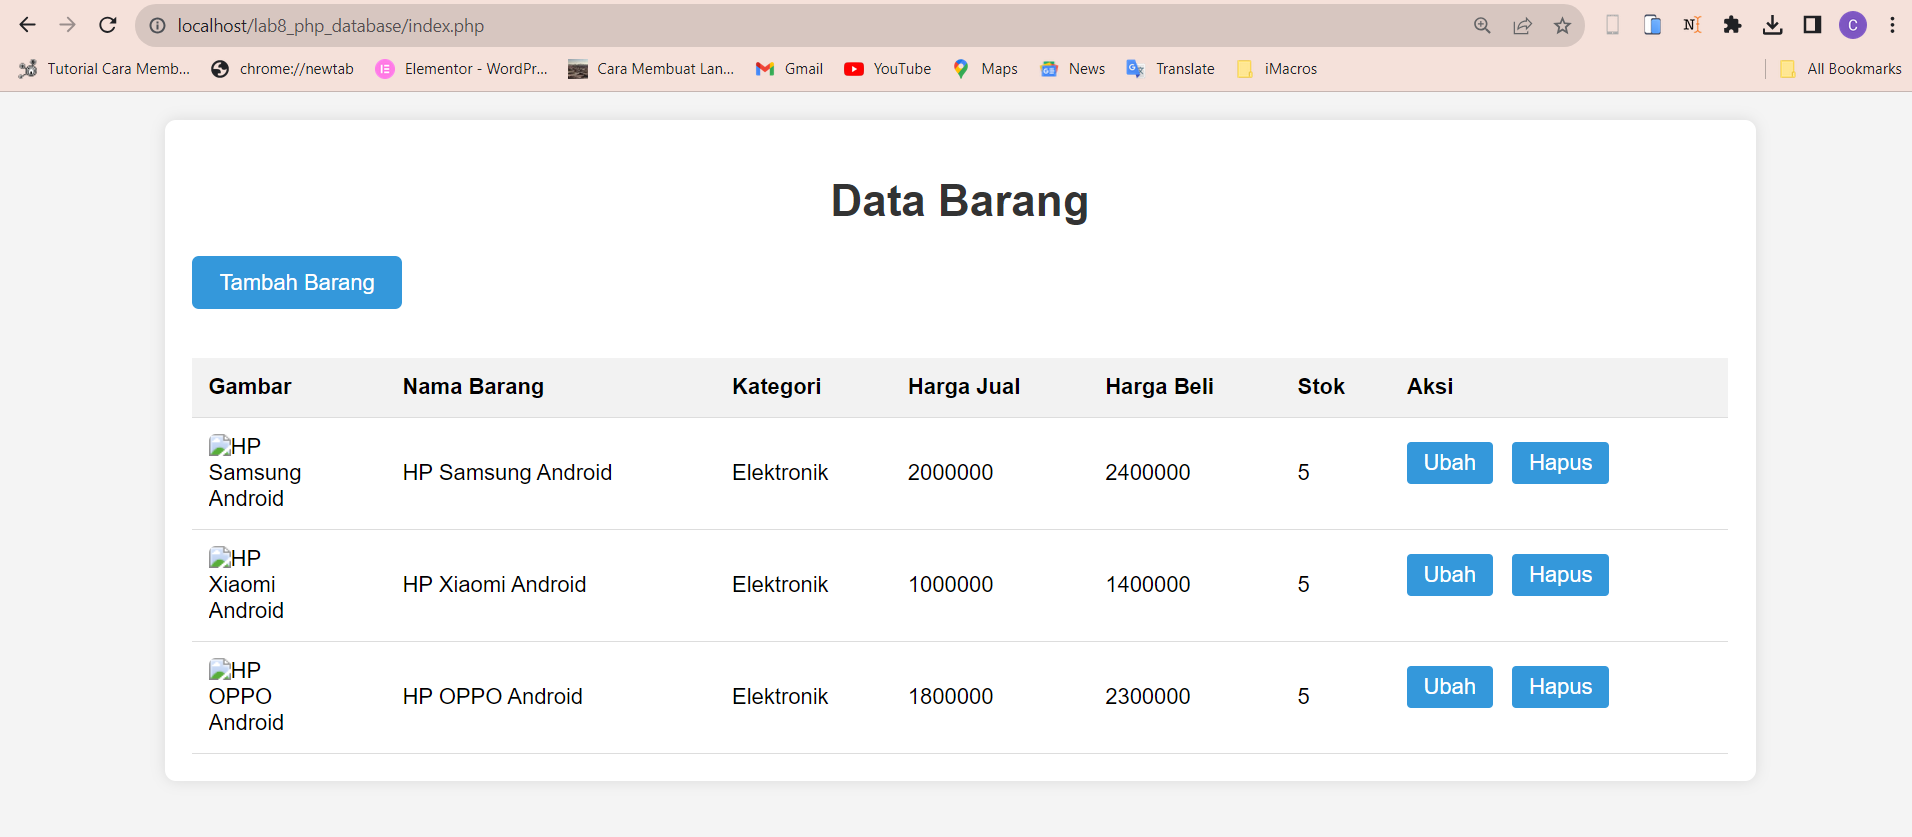 localhost/lab8_php_database/index.php
C
Tutorial Cara Memb... chrome://newtab Elementor - WordPr... Cara Membuat Lan... Gmail YouTube Maps News Translate iMacros All Bookmarks
Data Barang
Tambah Barang
Gambar Nama Barang Kategori Harga Jual Harga Beli Stok Aksi
HP
Samsung
Android
HP Samsung Android Elektronik 2000000 2400000 5 Ubah Hapus
HP
Xiaomi
Android
HP Xiaomi Android Elektronik 1000000 1400000 5 Ubah Hapus
HP
OPPO
Android
HP OPPO Android Elektronik 1800000 2300000 5 Ubah Hapus